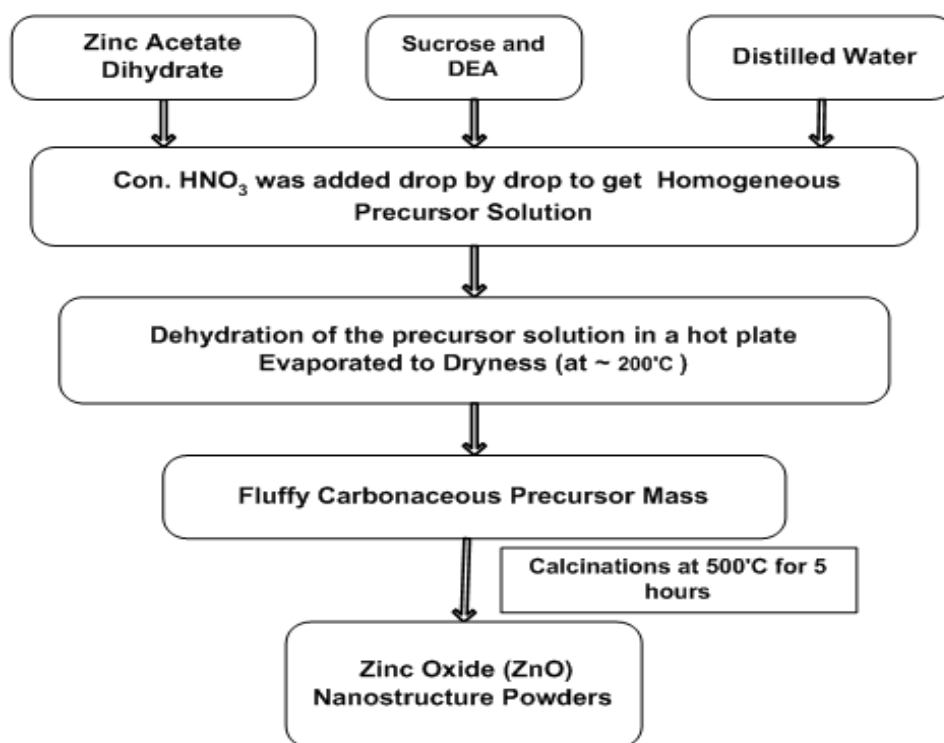 Zinc Acetate
Dihydrate
Sucrose and
DEA
Distilled Water
Con. HNO₃ was added drop by drop to get Homogeneous
Precursor Solution
Dehydration of the precursor solution in a hot plate
Evaporated to Dryness (at ~ 200'C )
Fluffy Carbonaceous Precursor Mass
Calcinations at 500'C for 5
hours
Zinc Oxide (ZnO)
Nanostructure Powders